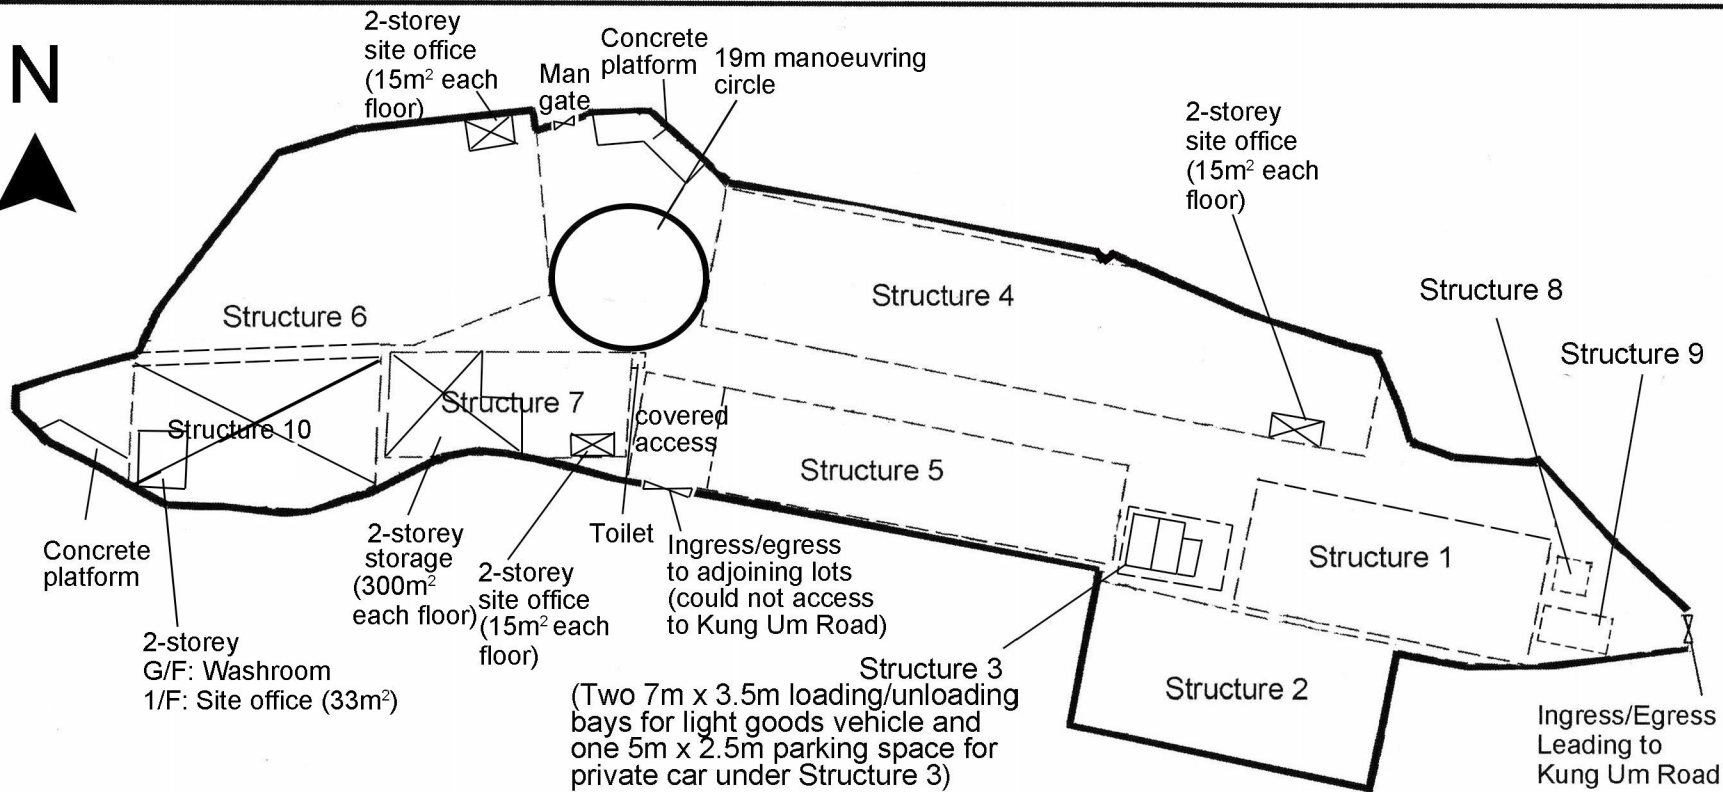 N
2-storey
site office
(15m² each
floor)
Man
gate
Concrete
platform
19m manoeuvring
circle
2-storey
site office
(15m² each
floor)
Structure 8
Structure 9
Structure 4
Structure 6
Structure 7
Structure 10
covered
access
Structure 5
Structure 1
Structure 2
Concrete
platform
2-storey
G/F: Washroom
1/F: Site office (33m²)
2-storey
storage
(300m²
each floor)
2-storey
site office
(15m² each
floor)
Toilet
Ingress/egress
to adjoining lots
(could not access
to Kung Um Road)
Structure 3
(Two 7m x 3.5m loading/unloading
bays for light goods vehicle and
one 5m x 2.5m parking space for
private car under Structure 3)
Ingress/Egress
Leading to
Kung Um Road